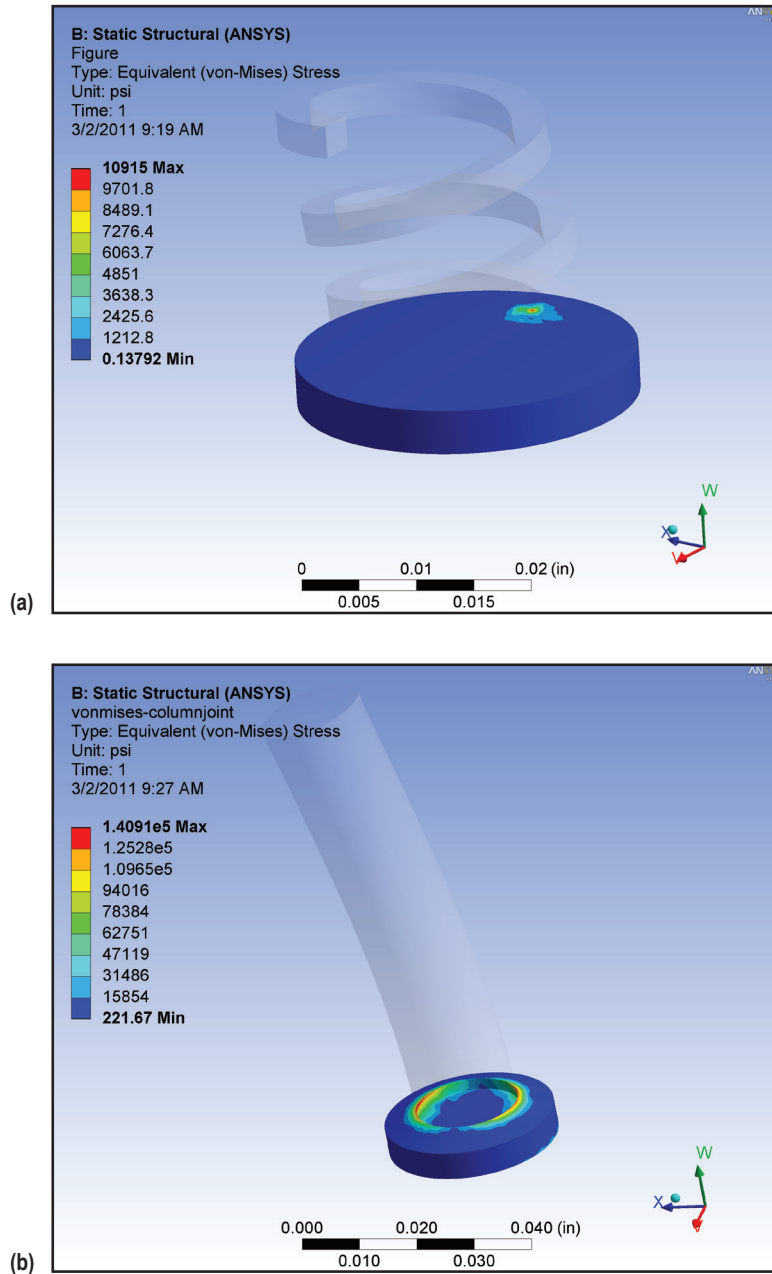 B: Static Structural (ANSYS)
Figure
Type: Equivalent (von-Mises) Stress
Unit: psi
Time: 1
3/2/2011 9:19 AM
10915 Max
9701.8
8489.1
7276.4
6063.7
4851
3638.3
2425.6
1212.8
0.13792 Min
W
X
0 0.01 0.02 (in)
0.005 0.015
(a)
B: Static Structural (ANSYS)
vonmises-columnjoint
Type: Equivalent (von-Mises) Stress
Unit: psi
Time: 1
3/2/2011 9:27 AM
1.4091e5 Max
1.2528e5
1.0965e5
94016
78384
62751
47119
31486
15854
221.67 Min
W
X
0.000 0.020 0.040 (in)
0.010 0.030
(b)